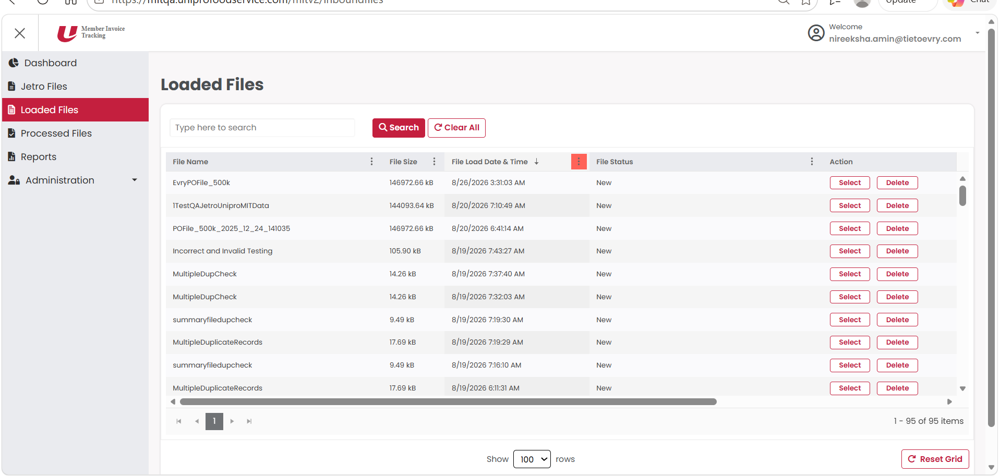 https://mitqa.uniprofoodservice.com/mitv2/inboundfiles
Update
Chat
Member Invoice
Tracking
Welcome
nireeksha.amin@tietoevry.com
Dashboard
Jetro Files
Loaded Files
Processed Files
Reports
Administration
Loaded Files
Type here to search
Search
Clear All
File Name File Size File Load Date & Time ↓ File Status Action
EvryPOFile_500k 146972.66 kB 8/26/2026 3:31:03 AM New Select Delete
1TestQAJetroUniproMITData 144093.64 kB 8/20/2026 7:10:49 AM New Select Delete
POFile_500k_2025_12_24_141035 146972.66 kB 8/20/2026 6:41:14 AM New Select Delete
Incorrect and Invalid Testing 105.90 kB 8/19/2026 7:43:27 AM New Select Delete
MultipleDupCheck 14.26 kB 8/19/2026 7:37:40 AM New Select Delete
MultipleDupCheck 14.26 kB 8/19/2026 7:32:03 AM New Select Delete
summaryfiledupcheck 9.49 kB 8/19/2026 7:19:30 AM New Select Delete
MultipleDuplicateRecords 17.69 kB 8/19/2026 7:19:29 AM New Select Delete
summaryfiledupcheck 9.49 kB 8/19/2026 7:16:10 AM New Select Delete
MultipleDuplicateRecords 17.69 kB 8/19/2026 6:11:31 AM New Select Delete
1
1 - 95 of 95 items
Show 100 rows
Reset Grid